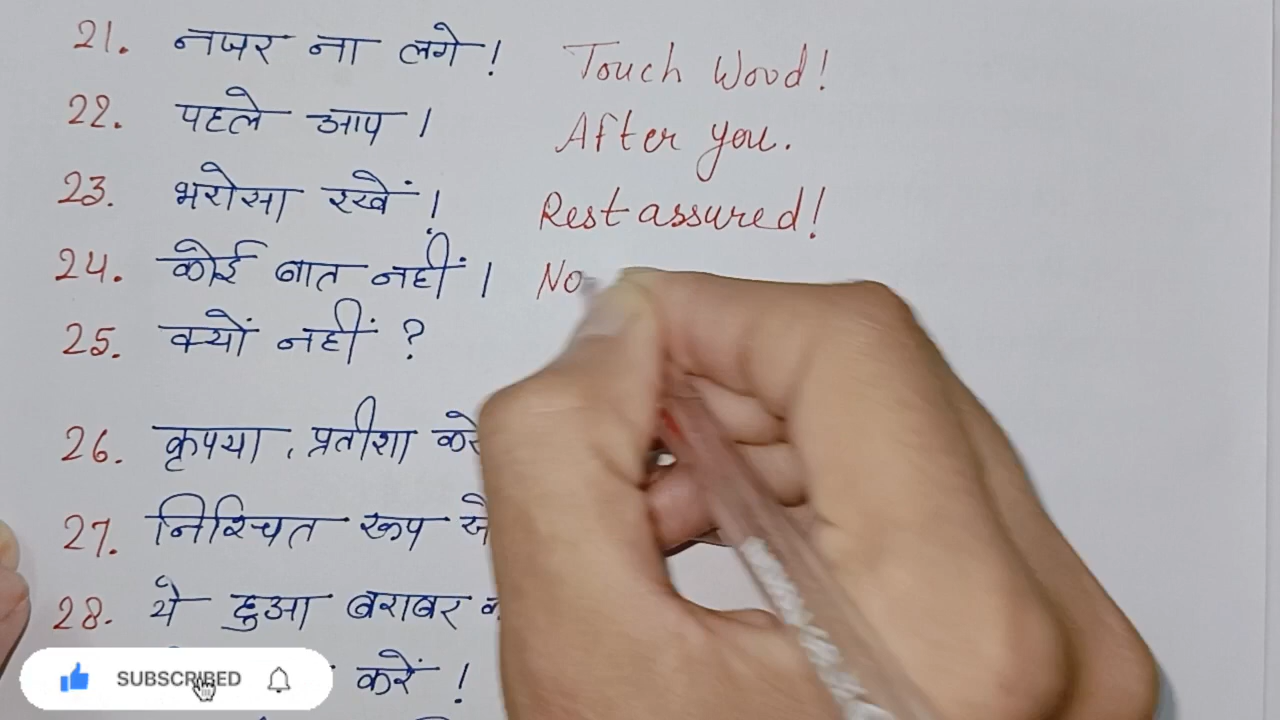 21. नजर ना लगे ! Touch Wood!
22. पहले आप । After you.
23. भरोसा रखें ! Rest assured!
24. कोई बात नहीं । No
25. क्यों नहीं ?
26. कृपया , प्रतीशा
27. निश्चित रूप से
28. ये हुआ बराबर
करें !
SUBSCRIBED